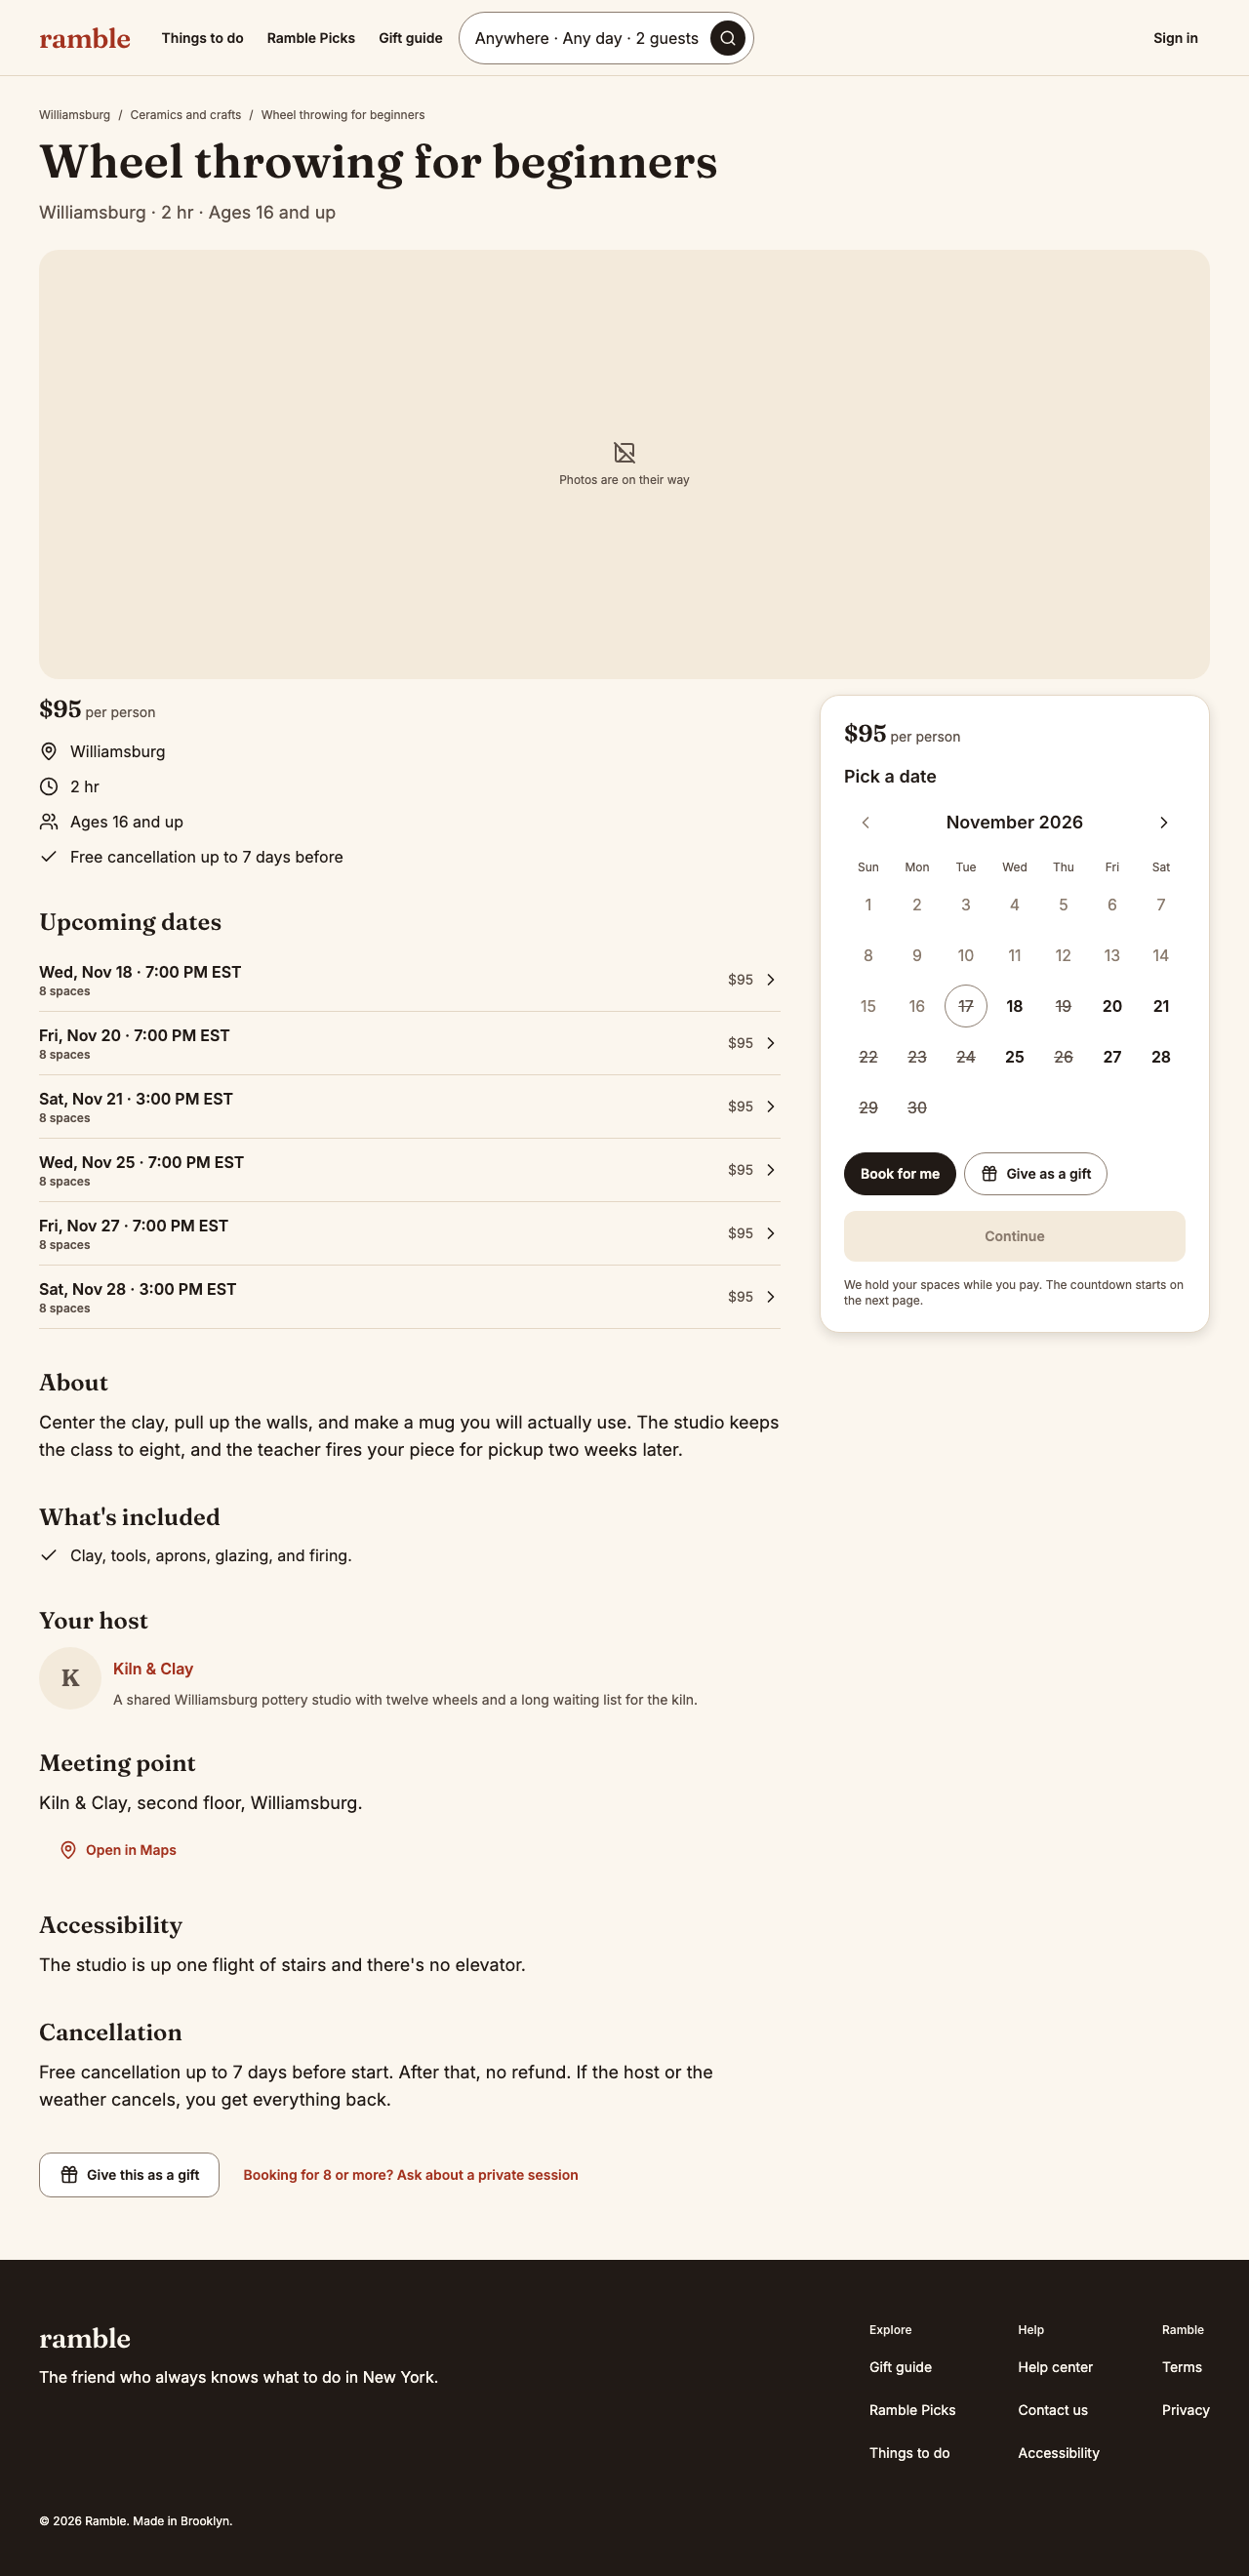 ramble
Things to do
Ramble Picks
Gift guide
Anywhere · Any day · 2 guests
Sign in
Williamsburg / Ceramics and crafts / Wheel throwing for beginners
Wheel throwing for beginners
Williamsburg · 2 hr · Ages 16 and up
Photos are on their way
$95 per person
Williamsburg
2 hr
Ages 16 and up
Free cancellation up to 7 days before
Upcoming dates
Wed, Nov 18 · 7:00 PM EST
8 spaces
$95
Fri, Nov 20 · 7:00 PM EST
8 spaces
$95
Sat, Nov 21 · 3:00 PM EST
8 spaces
$95
Wed, Nov 25 · 7:00 PM EST
8 spaces
$95
Fri, Nov 27 · 7:00 PM EST
8 spaces
$95
Sat, Nov 28 · 3:00 PM EST
8 spaces
$95
About
Center the clay, pull up the walls, and make a mug you will actually use. The studio keeps
the class to eight, and the teacher fires your piece for pickup two weeks later.
What's included
Clay, tools, aprons, glazing, and firing.
Your host
K
Kiln & Clay
A shared Williamsburg pottery studio with twelve wheels and a long waiting list for the kiln.
Meeting point
Kiln & Clay, second floor, Williamsburg.
Open in Maps
Accessibility
The studio is up one flight of stairs and there's no elevator.
Cancellation
Free cancellation up to 7 days before start. After that, no refund. If the host or the
weather cancels, you get everything back.
Give this as a gift
Booking for 8 or more? Ask about a private session
$95 per person
Pick a date
November 2026
Sun Mon Tue Wed Thu Fri Sat
1 2 3 4 5 6 7
8 9 10 11 12 13 14
15 16 17 18 19 20 21
22 23 24 25 26 27 28
29 30
Book for me
Give as a gift
Continue
We hold your spaces while you pay. The countdown starts on
the next page.
ramble
The friend who always knows what to do in New York.
Explore
Gift guide
Ramble Picks
Things to do
Help
Help center
Contact us
Accessibility
Ramble
Terms
Privacy
© 2026 Ramble. Made in Brooklyn.